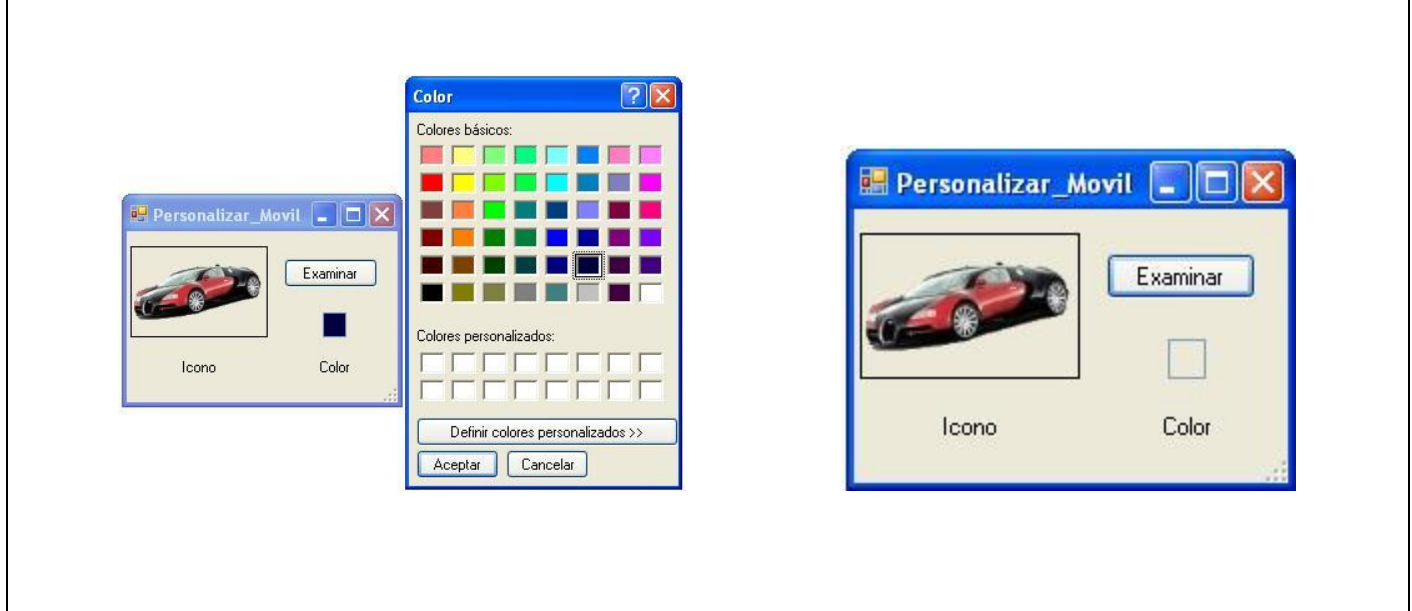 Personalizar_Movil
Examinar
Icono
Color
Color
Colores básicos:
Colores personalizados:
Definir colores personalizados >>
Aceptar
Cancelar
Personalizar_Movil
Examinar
Icono
Color